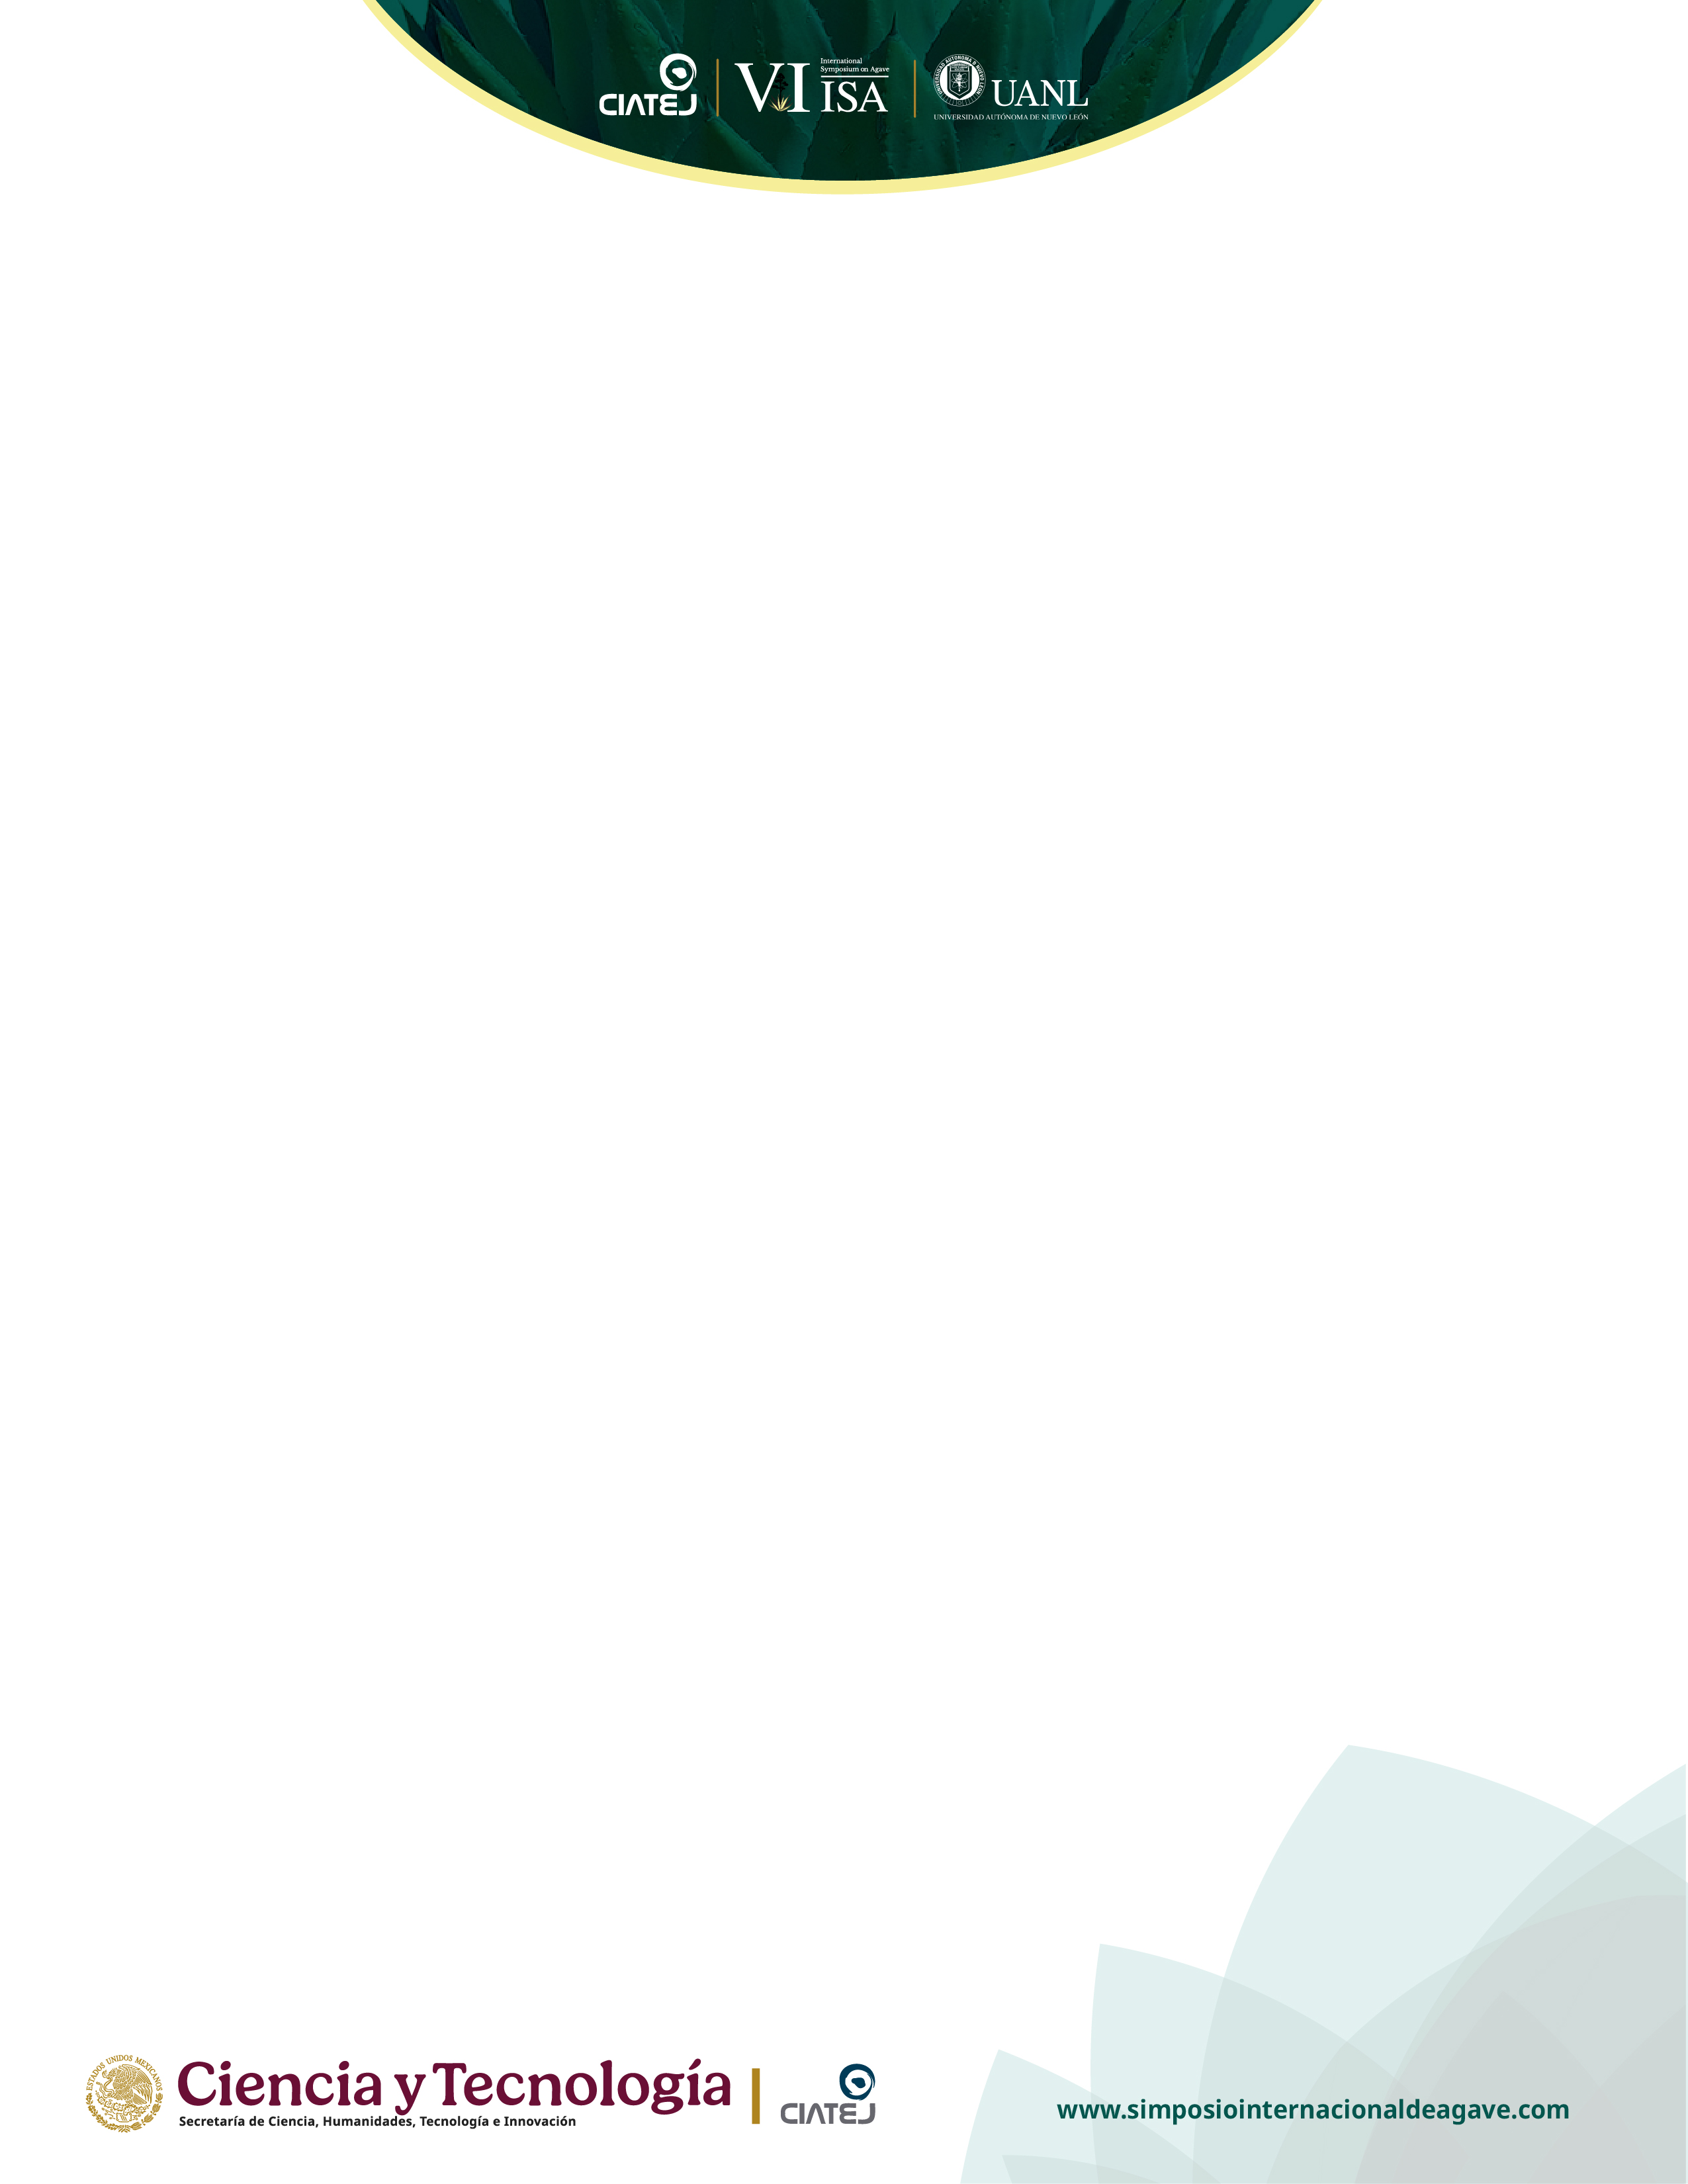 CIATEJ
VI
International
Symposium on Agave
ISA
UANL
UNIVERSIDAD AUTÓNOMA DE NUEVO LEÓN
ESTADOS UNIDOS MEXICANOS
Ciencia y Tecnología
Secretaría de Ciencia, Humanidades, Tecnología e Innovación
CIATEJ
www.simposiointernacionaldeagave.com